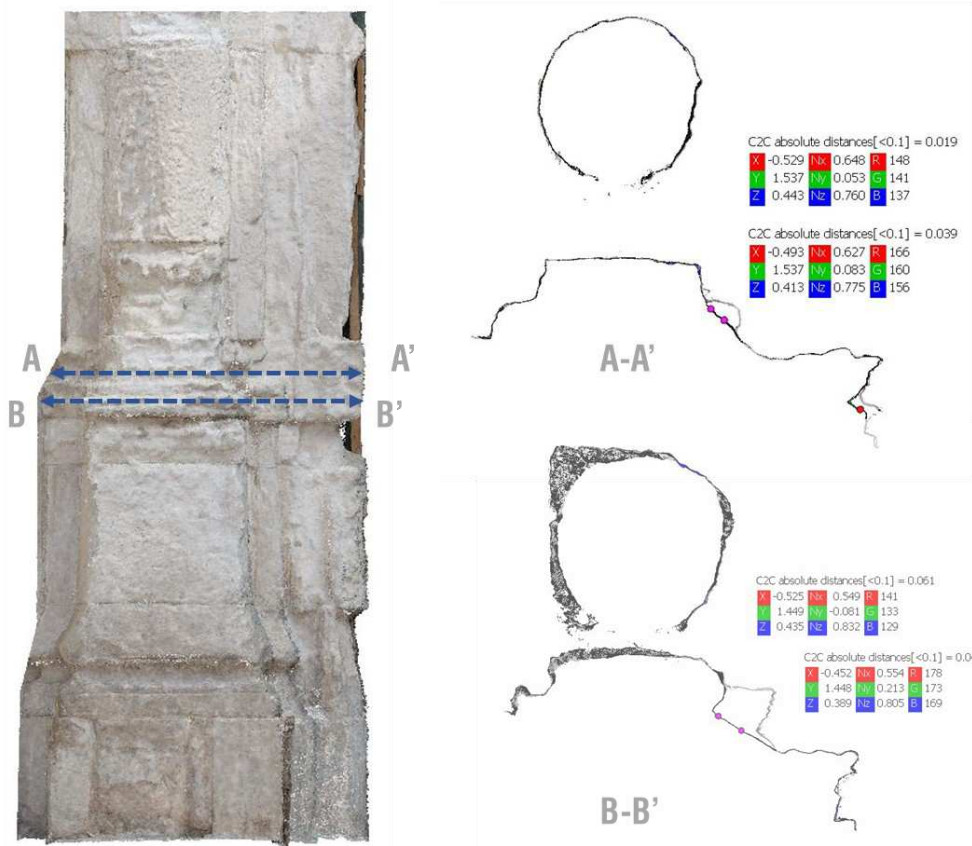 A A'
B B'
C2C absolute distances[<0.1] = 0.019
X -0.529 Nx 0.648 R 148
Y 1.537 Ny 0.053 G 141
Z 0.443 Nz 0.760 B 137
C2C absolute distances[<0.1] = 0.039
X -0.493 Nx 0.627 R 166
Y 1.537 Ny 0.083 G 160
Z 0.413 Nz 0.775 B 156
A-A'
C2C absolute distances[<0.1] = 0.061
X -0.525 Nx 0.549 R 141
Y 1.449 Ny -0.081 G 133
Z 0.435 Nz 0.832 B 129
C2C absolute distances[<0.1] = 0.0
X -0.452 Nx 0.554 R 178
Y 1.448 Ny 0.213 G 173
Z 0.389 Nz 0.805 B 169
B-B'